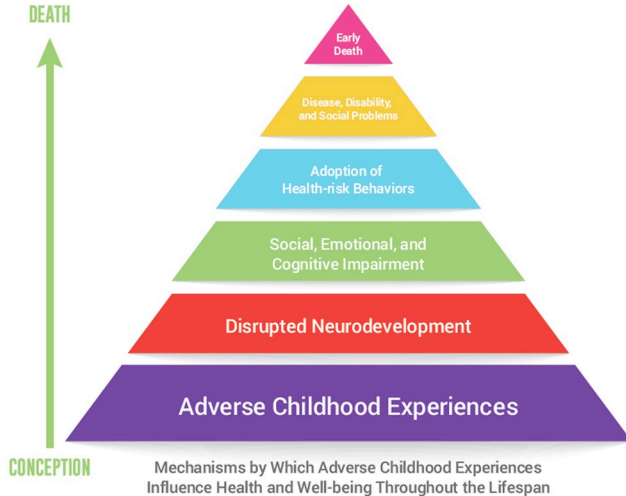 DEATH
Early
Death
Disease, Disability,
and Social Problems
Adoption of
Health-risk Behaviors
Social, Emotional, and
Cognitive Impairment
Disrupted Neurodevelopment
Adverse Childhood Experiences
CONCEPTION
Mechanisms by Which Adverse Childhood Experiences
Influence Health and Well-being Throughout the Lifespan